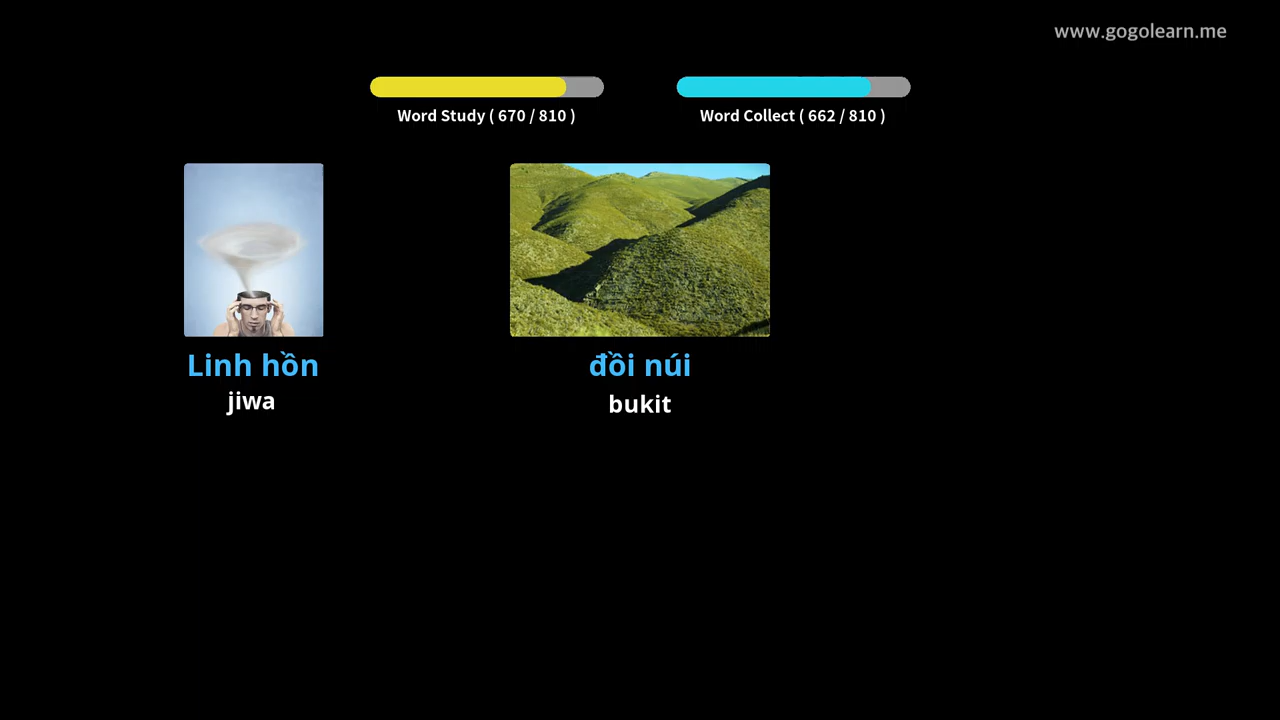 www.gogolearn.me
Word Study ( 670 / 810 )
Word Collect ( 662 / 810 )
Linh hồn
jiwa
đồi núi
bukit